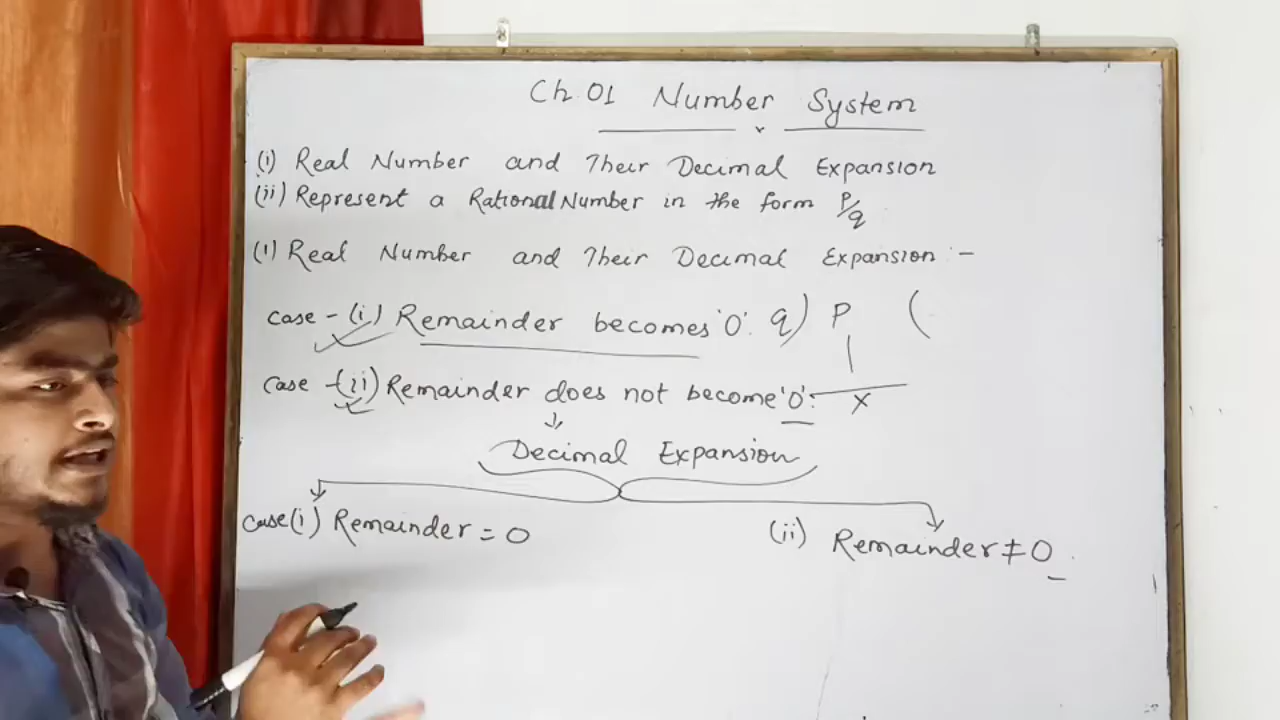 Ch. 01 Number System
(i) Real Number and Their Decimal Expansion
(ii) Represent a Rational Number in the form P/q
(i) Real Number and Their Decimal Expansion :-
case - (i) Remainder becomes '0'. q) P (
case - (ii) Remainder does not become '0'. x
Decimal Expansion
case (i) Remainder = 0 (ii) Remainder ≠ 0.